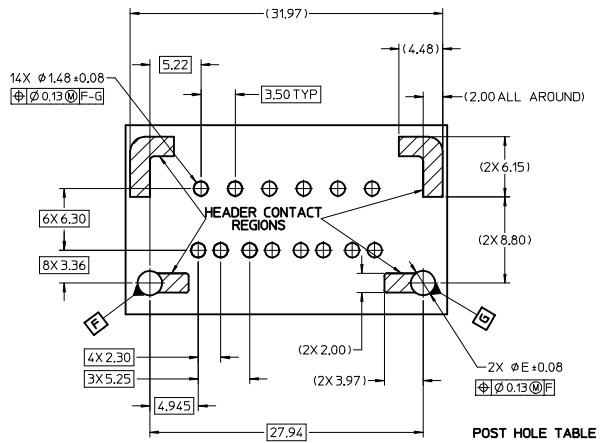 (31.97)
(4.48)
5.22
14X ⌀1.48 ±0.08
⌖ ⌀ 0.13 Ⓜ F-G
3.50 TYP
(2.00 ALL AROUND)
(2X 6.15)
HEADER CONTACT
REGIONS
6X 6.30
(2X 8.80)
8X 3.36
F
G
(2X 2.00)
4X 2.30
2X ⌀E ±0.08
3X 5.25
(2X 3.97)
⌖ ⌀ 0.13 Ⓜ F
4.945
27.94
POST HOLE TABLE